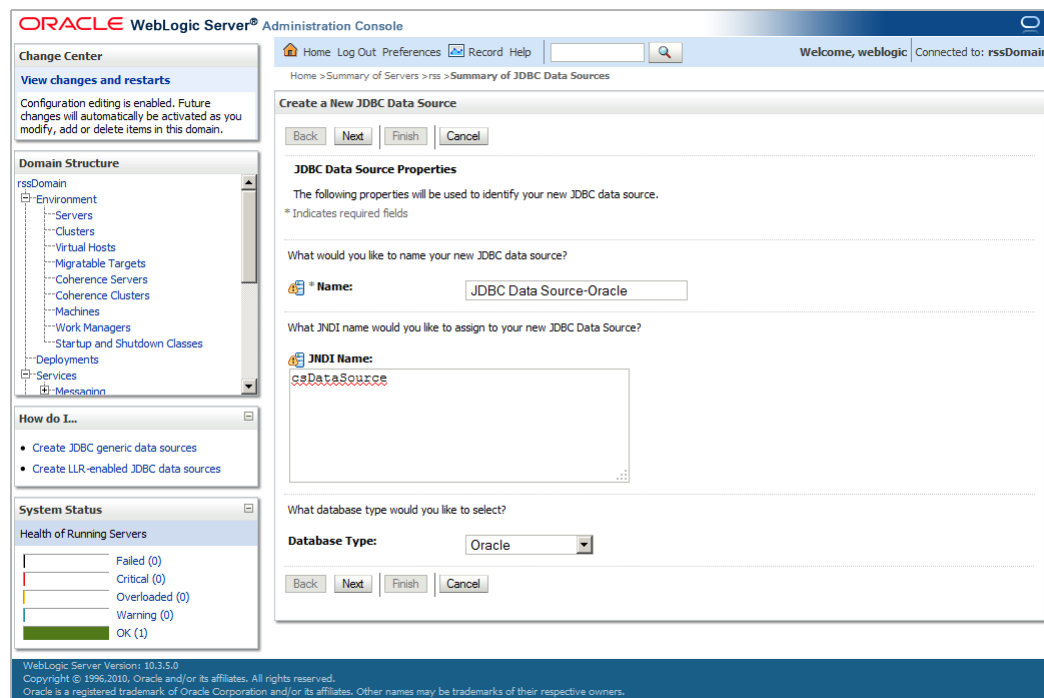 ORACLE WebLogic Server® Administration Console
Change Center
View changes and restarts
Configuration editing is enabled. Future
changes will automatically be activated as you
modify, add or delete items in this domain.
Domain Structure
rssDomain
Environment
Servers
Clusters
Virtual Hosts
Migratable Targets
Coherence Servers
Coherence Clusters
Machines
Work Managers
Startup and Shutdown Classes
Deployments
Services
Messaging
How do I...
Create JDBC generic data sources
Create LLR-enabled JDBC data sources
System Status
Health of Running Servers
Failed (0)
Critical (0)
Overloaded (0)
Warning (0)
OK (1)
Home Log Out Preferences Record Help
Welcome, weblogic Connected to: rssDomain
Home >Summary of Servers >rss >Summary of JDBC Data Sources
Create a New JDBC Data Source
Back Next Finish Cancel
JDBC Data Source Properties
The following properties will be used to identify your new JDBC data source.
* Indicates required fields
What would you like to name your new JDBC data source?
* Name: JDBC Data Source-Oracle
What JNDI name would you like to assign to your new JDBC Data Source?
JNDI Name:
csDataSource
What database type would you like to select?
Database Type: Oracle
Back Next Finish Cancel
WebLogic Server Version: 10.3.5.0
Copyright © 1996,2010, Oracle and/or its affiliates. All rights reserved.
Oracle is a registered trademark of Oracle Corporation and/or its affiliates. Other names may be trademarks of their respective owners.